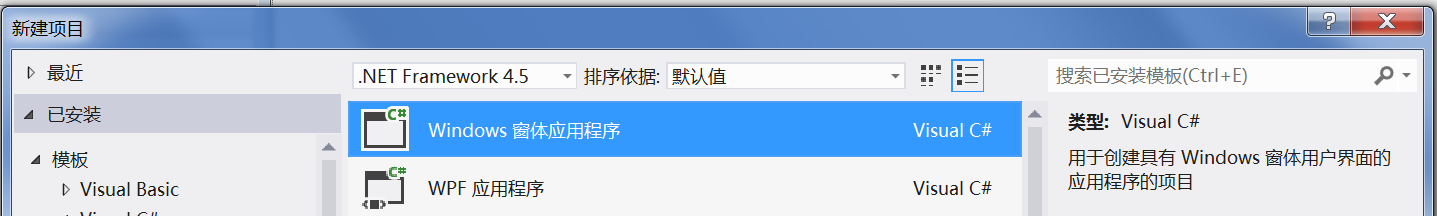 新建项目
最近
.NET Framework 4.5
排序依据:
默认值
搜索已安装模板(Ctrl+E)
已安装
C#
Windows 窗体应用程序
Visual C#
类型: Visual C#
用于创建具有 Windows 窗体用户界面的
应用程序的项目
模板
Visual Basic
C#
WPF 应用程序
Visual C#
Visual C#